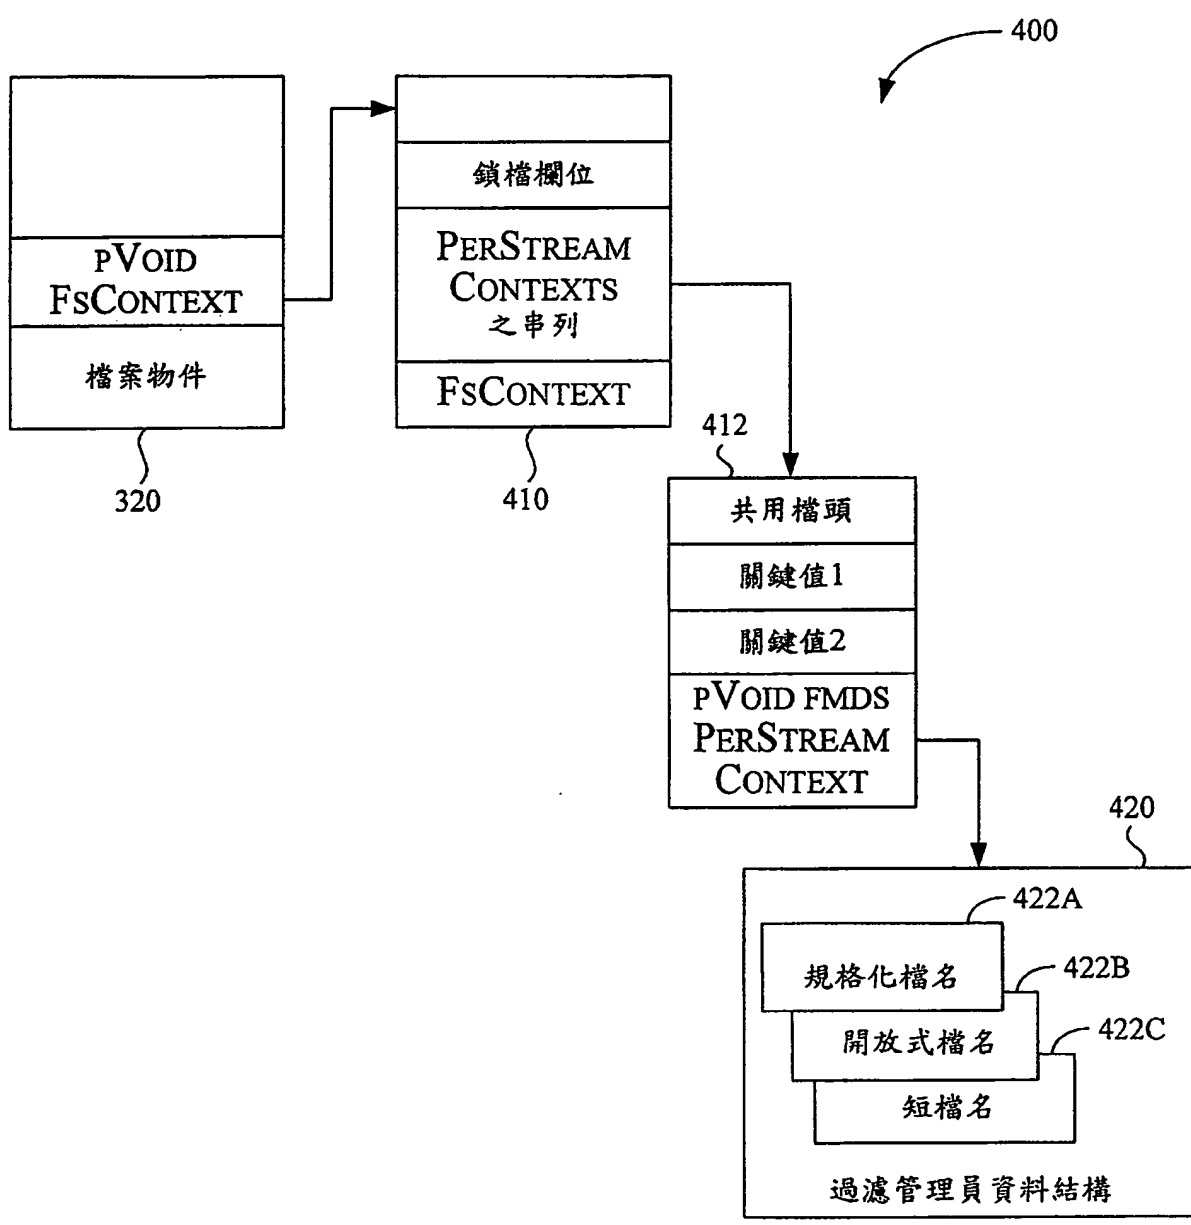 400
PVOID
FSCONTEXT
檔案物件
320
鎖檔欄位
PERSTREAM
CONTEXTS
之串列
FSCONTEXT
410
412
共用檔頭
關鍵值1
關鍵值2
PVOID FMDS
PERSTREAM
CONTEXT
420
422A
規格化檔名
422B
開放式檔名
422C
短檔名
過濾管理員資料結構